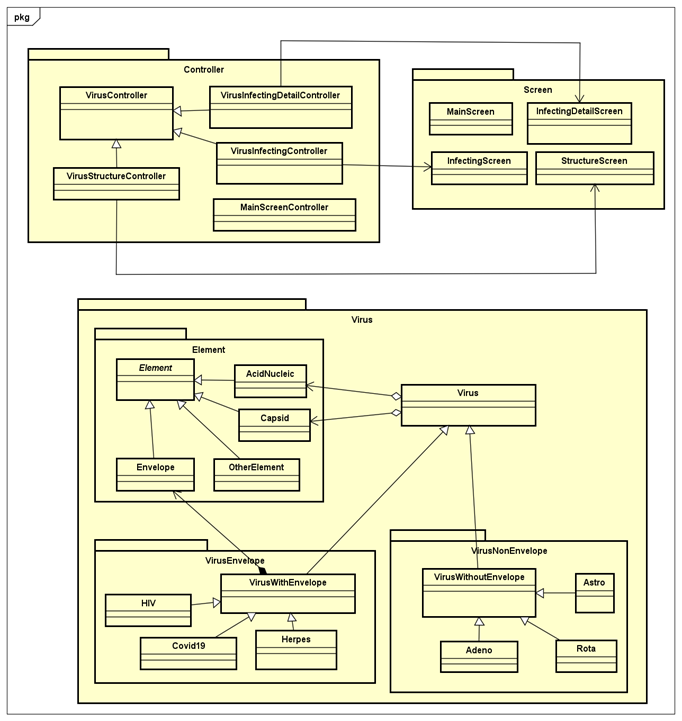 pkg
Controller
VirusController
VirusInfectingDetailController
VirusInfectingController
VirusStructureController
MainScreenController
Screen
MainScreen
InfectingDetailScreen
InfectingScreen
StructureScreen
Virus
Element
Element
AcidNucleic
Capsid
Envelope
OtherElement
Virus
VirusEnvelope
VirusWithEnvelope
HIV
Covid19
Herpes
VirusNonEnvelope
VirusWithoutEnvelope
Astro
Adeno
Rota